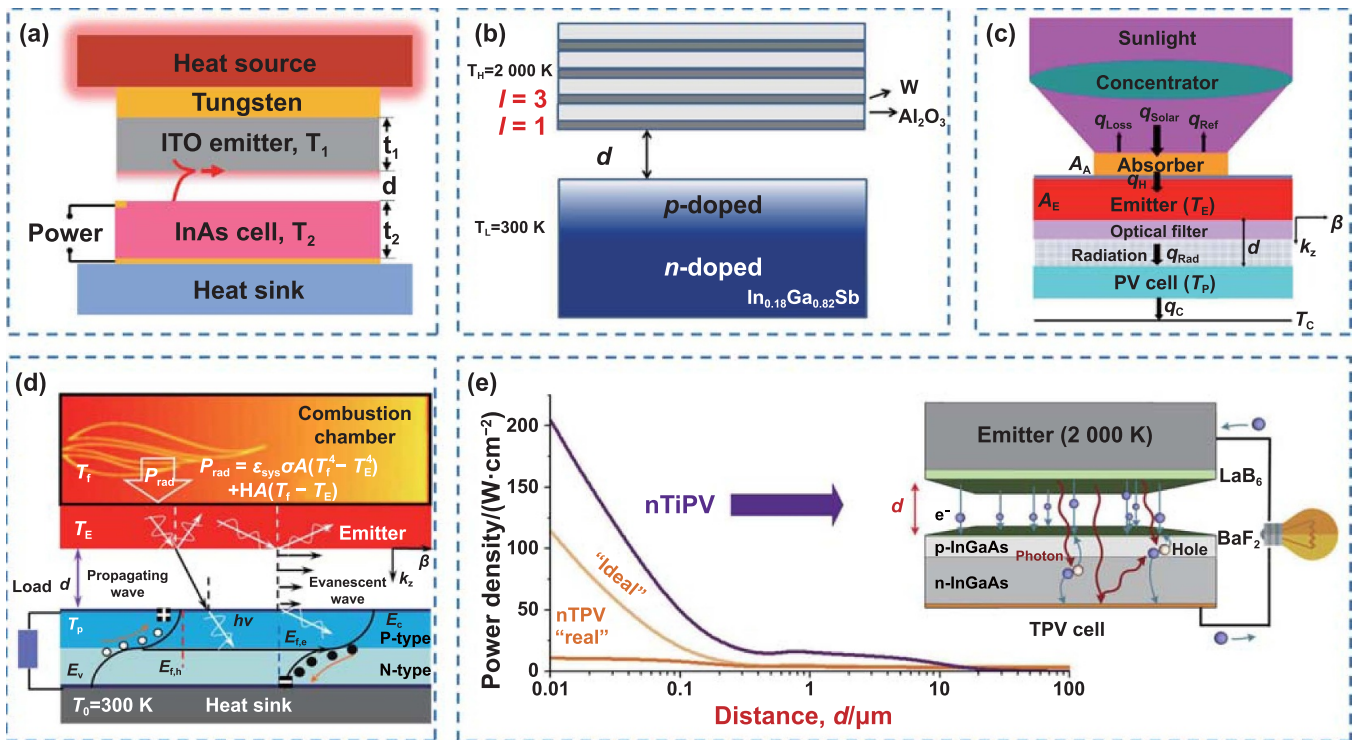 (a)
Heat source
Tungsten
ITO emitter, T1
t1
d
Power
InAs cell, T2
t2
Heat sink
(b)
TH=2 000 K
l = 3
l = 1
W
Al2O3
d
TL=300 K
p-doped
n-doped
In0.18Ga0.82Sb
(c)
Sunlight
Concentrator
qLoss
qSolar
qRef
AA
Absorber
qH
AE
Emitter (TE)
Optical filter
β
d
kz
Radiation
qRad
PV cell (TP)
qC
TC
(d)
Combustion
chamber
Tf
Prad
Prad = εsysσA(Tf^4 − TE^4)
+HA(Tf − TE)
TE
Emitter
β
kz
Load
d
Propagating
wave
Evanescent
wave
Tp
hν
Ec
P-type
Ef,e
Ev
Ef,h
N-type
T0=300 K
Heat sink
(e)
Power density/(W·cm−2)
200
150
100
50
0
0.01
0.1
1
10
100
Distance, d/μm
nTiPV
"Ideal"
nTPV
"real"
Emitter (2 000 K)
LaB6
d
e−
BaF2
p-InGaAs
Hole
Photon
n-InGaAs
TPV cell